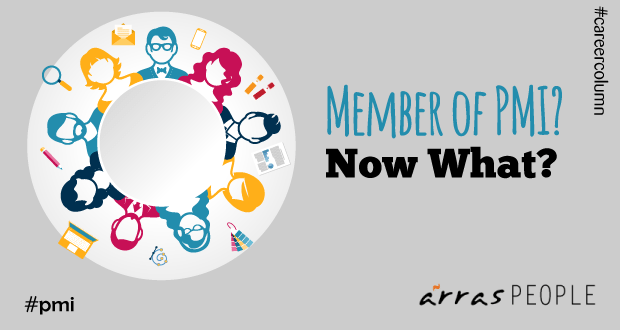 #careercolumn
MEMBER OF PMI?
Now What?
#pmi
arras PEOPLE